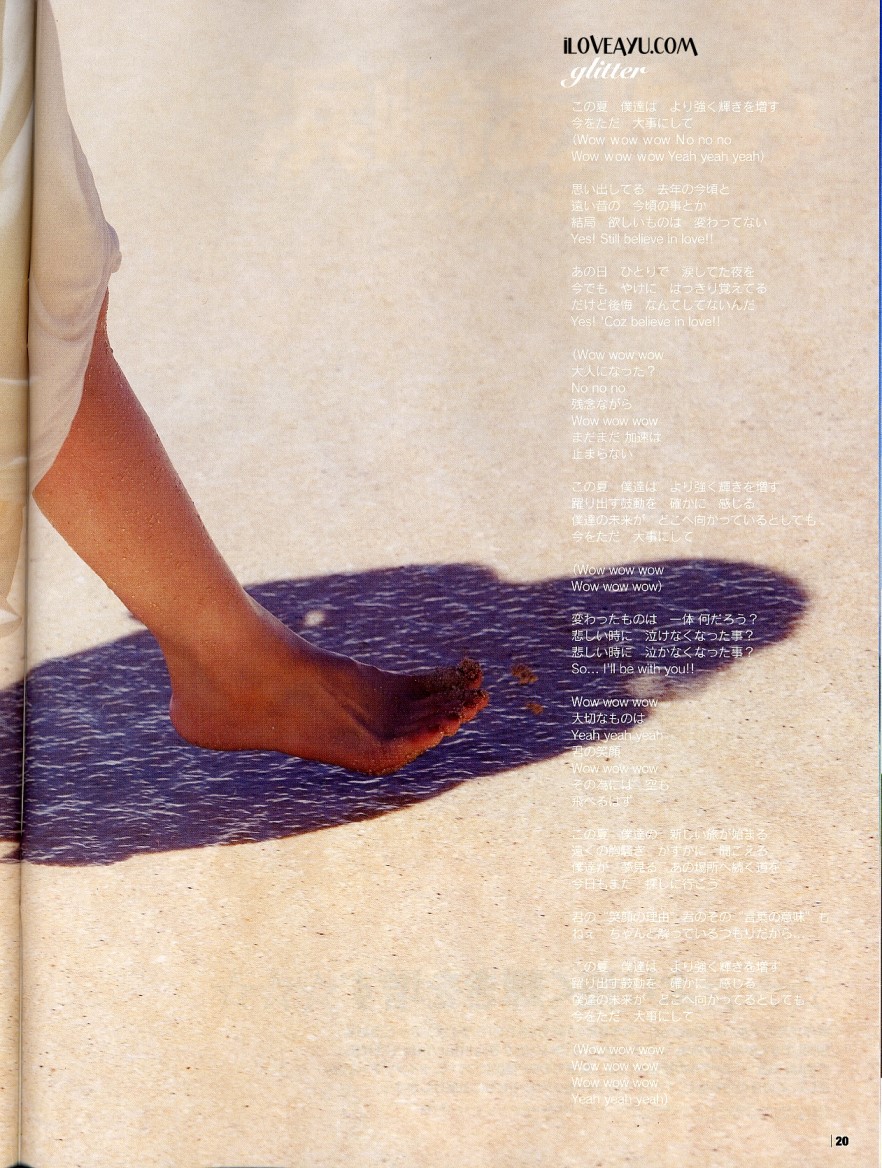 iLOVEAYU.COM
glitter
この夏 僕達は より強く輝きを増す
今をただ 大事にして
(Wow wow wow No no no
Wow wow wow Yeah yeah yeah)
思い出してる 去年の今頃と
遠い昔の 今頃の事とか
結局 欲しいものは 変わってない
Yes! Still believe in love!!
あの日 ひとりで 涙してた夜を
今でも やけに はっきり覚えてる
だけど後悔 なんてしてないんだ
Yes! 'Coz believe in love!!
(Wow wow wow
大人になった？
No no no
残念ながら
Wow wow wow
まだまだ 加速は
止まらない
この夏 僕達は より強く輝きを増す
躍り出す鼓動を 確かに 感じる
僕達の未来が どこへ向かっているとしても
今をただ 大事にして
(Wow wow wow
Wow wow wow)
変わったものは 一体 何だろう？
悲しい時に 泣けなくなった事？
悲しい時に 泣かなくなった事？
So... I'll be with you!!
Wow wow wow
大切なものは
Yeah yeah yeah
君の笑顔
Wow wow wow
その為には 空も
飛べるはず
この夏 僕達の 新しい旅が始まる
遠くの胸騒ぎ かすかに 聞こえる
僕達が 夢見る あの場所へ続く道を
今日もまた 探しに行こう
君の “笑顔の理由” 君のその “言葉の意味” も
ねぇ ちゃんと解っているつもりだから
この夏 僕達は より強く輝きを増す
躍り出す鼓動を 確かに 感じる
僕達の未来が どこへ向かってるとしても
今をただ 大事にして
(Wow wow wow
Wow wow wow
Wow wow wow
Yeah yeah yeah)
20